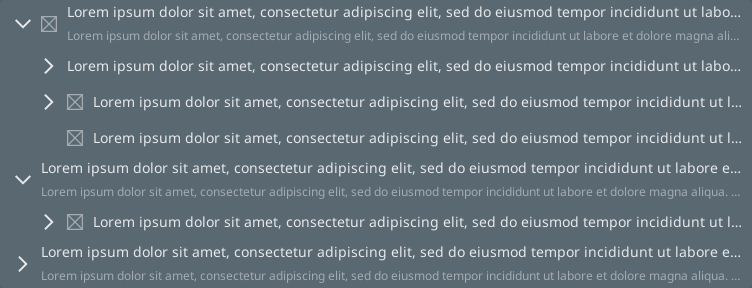 Lorem ipsum dolor sit amet, consectetur adipiscing elit, sed do eiusmod tempor incididunt ut labo...
Lorem ipsum dolor sit amet, consectetur adipiscing elit, sed do eiusmod tempor incididunt ut labore et dolore magna ali...
Lorem ipsum dolor sit amet, consectetur adipiscing elit, sed do eiusmod tempor incididunt ut labo...
Lorem ipsum dolor sit amet, consectetur adipiscing elit, sed do eiusmod tempor incididunt ut l...
Lorem ipsum dolor sit amet, consectetur adipiscing elit, sed do eiusmod tempor incididunt ut l...
Lorem ipsum dolor sit amet, consectetur adipiscing elit, sed do eiusmod tempor incididunt ut labore e...
Lorem ipsum dolor sit amet, consectetur adipiscing elit, sed do eiusmod tempor incididunt ut labore et dolore magna aliqua. ...
Lorem ipsum dolor sit amet, consectetur adipiscing elit, sed do eiusmod tempor incididunt ut l...
Lorem ipsum dolor sit amet, consectetur adipiscing elit, sed do eiusmod tempor incididunt ut labore e...
Lorem ipsum dolor sit amet, consectetur adipiscing elit, sed do eiusmod tempor incididunt ut labore et dolore magna aliqua. ...